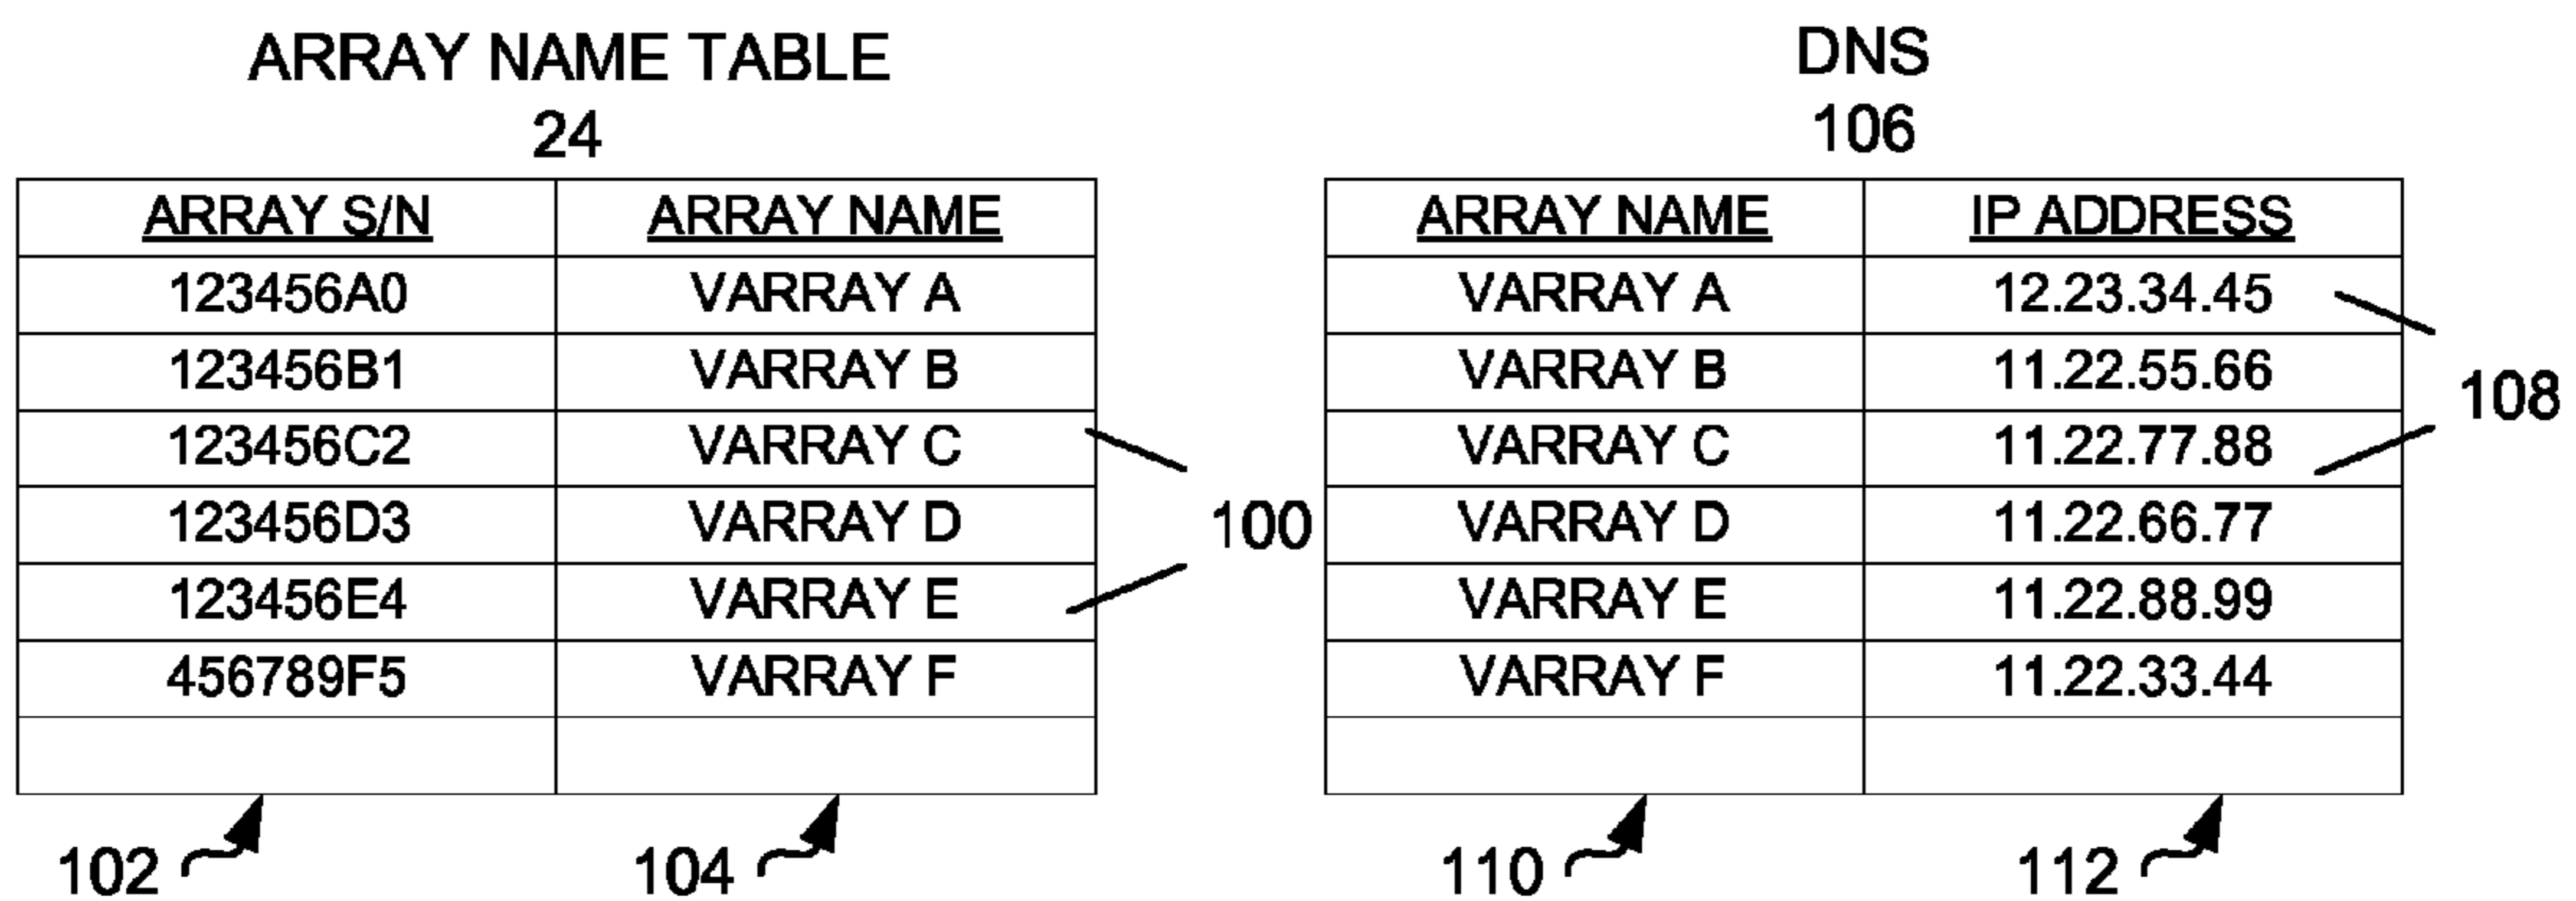 ARRAY NAME TABLE
24
ARRAY S/N ARRAY NAME
123456A0 VARRAY A
123456B1 VARRAY B
123456C2 VARRAY C
123456D3 VARRAY D
123456E4 VARRAY E
456789F5 VARRAY F
100
102 104
DNS
106
ARRAY NAME IP ADDRESS
VARRAY A 12.23.34.45
VARRAY B 11.22.55.66
VARRAY C 11.22.77.88
VARRAY D 11.22.66.77
VARRAY E 11.22.88.99
VARRAY F 11.22.33.44
108
110 112